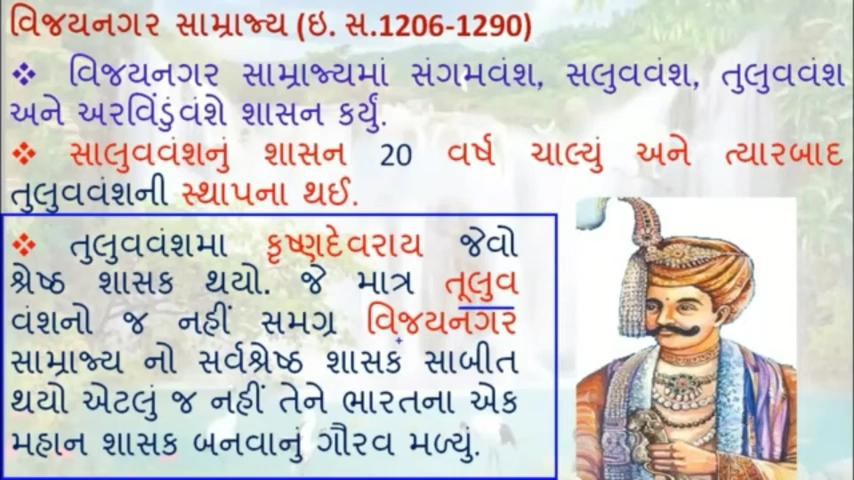 વિજયનગર સામ્રાજ્ય (ઇ. સ.1206-1290)
❖ વિજયનગર સામ્રાજ્યમાં સંગમવંશ, સલુવવંશ, તુલુવવંશ
અને અરવિંડુંવંશે શાસન કર્યું.
❖ સાલુવવંશનું શાસન 20 વર્ષ ચાલ્યું અને ત્યારબાદ
તુલુવવંશની સ્થાપના થઈ.
❖ તુલુવવંશમા કૃષ્ણદેવરાય જેવો
શ્રેષ્ઠ શાસક થયો. જે માત્ર તૂલુવ
વંશનો જ નહીં સમગ્ર વિજયનગર
સામ્રાજ્ય નો સર્વશ્રેષ્ઠ શાસક સાબીત
થયો એટલું જ નહીં તેને ભારતના એક
મહાન શાસક બનવાનું ગૌરવ મળ્યું.